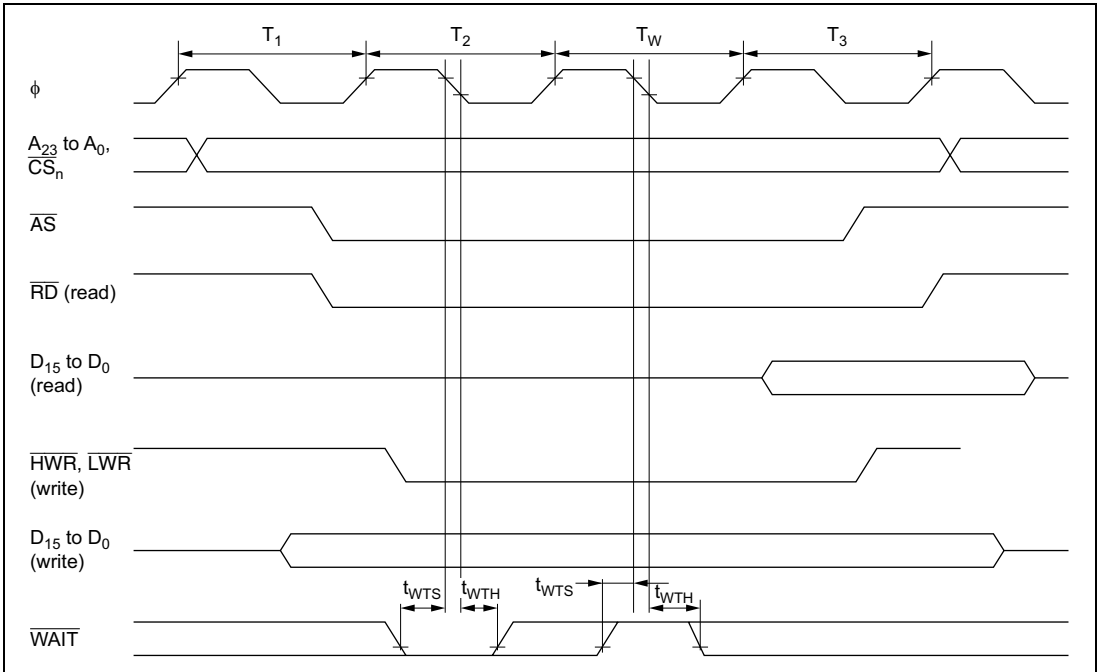 T1 T2 TW T3
ϕ
A23 to A0,
CSn
AS
RD (read)
D15 to D0
(read)
HWR, LWR
(write)
D15 to D0
(write)
tWTS tWTH tWTS tWTH
WAIT